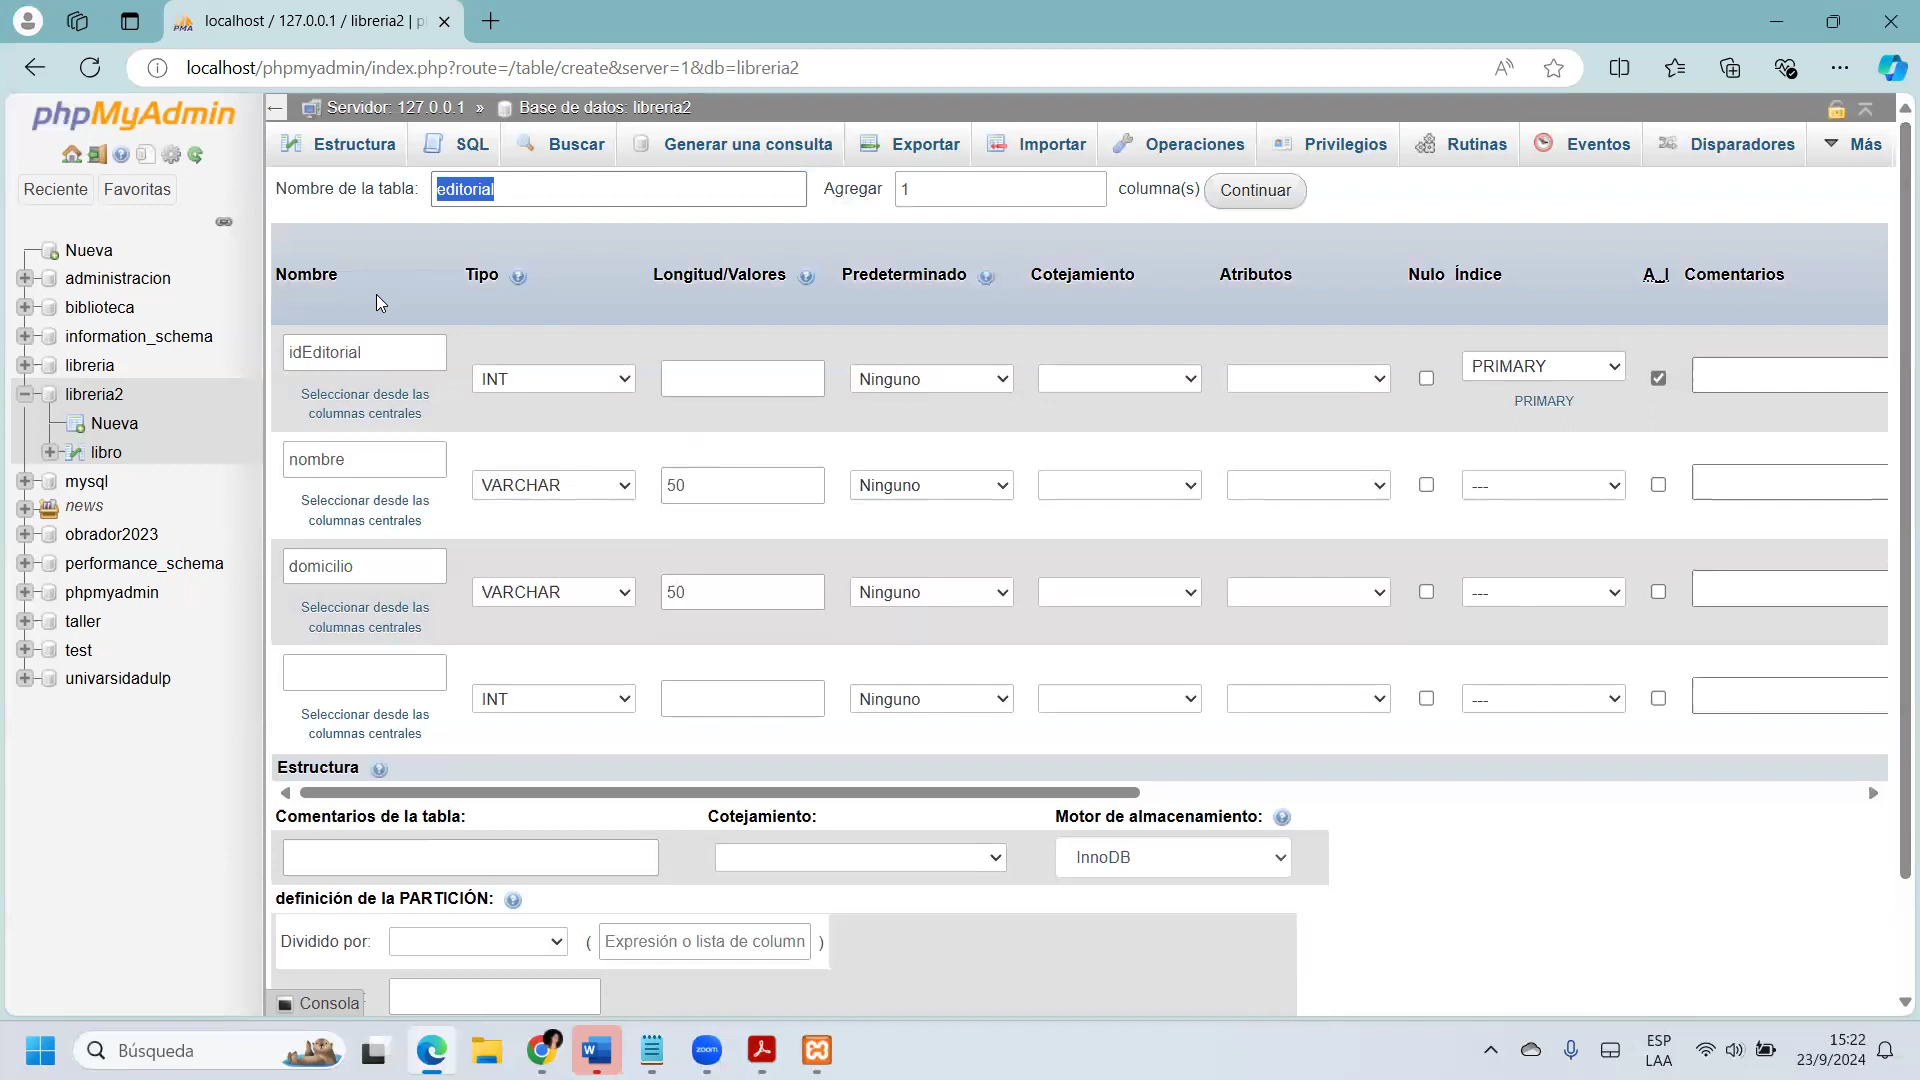 localhost / 127.0.0.1 / libreria2 | p
localhost/phpmyadmin/index.php?route=/table/create&server=1&db=libreria2
phpMyAdmin
Reciente
Favoritas
Nueva
administracion
biblioteca
information_schema
libreria
libreria2
Nueva
libro
mysql
news
obrador2023
performance_schema
phpmyadmin
taller
test
univarsidadulp
Servidor: 127.0.0.1 » Base de datos: libreria2
Estructura SQL Buscar Generar una consulta Exportar Importar Operaciones Privilegios Rutinas Eventos Disparadores Más
Nombre de la tabla: editorial Agregar 1 columna(s) Continuar
Nombre Tipo Longitud/Valores Predeterminado Cotejamiento Atributos Nulo Índice A_I Comentarios
idEditorial INT Ninguno PRIMARY
Seleccionar desde las
columnas centrales
PRIMARY
nombre VARCHAR 50 Ninguno ---
Seleccionar desde las
columnas centrales
domicilio VARCHAR 50 Ninguno ---
Seleccionar desde las
columnas centrales
INT Ninguno ---
Seleccionar desde las
columnas centrales
Estructura
Comentarios de la tabla: Cotejamiento: Motor de almacenamiento:
InnoDB
definición de la PARTICIÓN:
Dividido por: ( Expresión o lista de column )
Consola
Búsqueda
zoom
ESP
LAA
15:22
23/9/2024